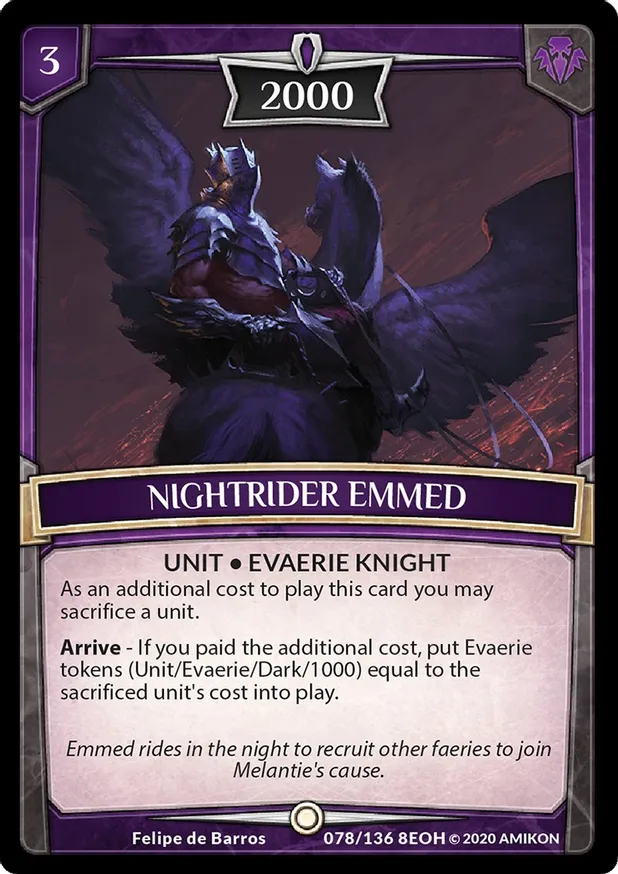 3
2000
NIGHTRIDER EMMED
UNIT • EVAERIE KNIGHT
As an additional cost to play this card you may
sacrifice a unit.
Arrive - If you paid the additional cost, put Evaerie
tokens (Unit/Evaerie/Dark/1000) equal to the
sacrificed unit's cost into play.
Emmed rides in the night to recruit other faeries to join
Melantie's cause.
Felipe de Barros 078/136 8EOH © 2020 AMIKON